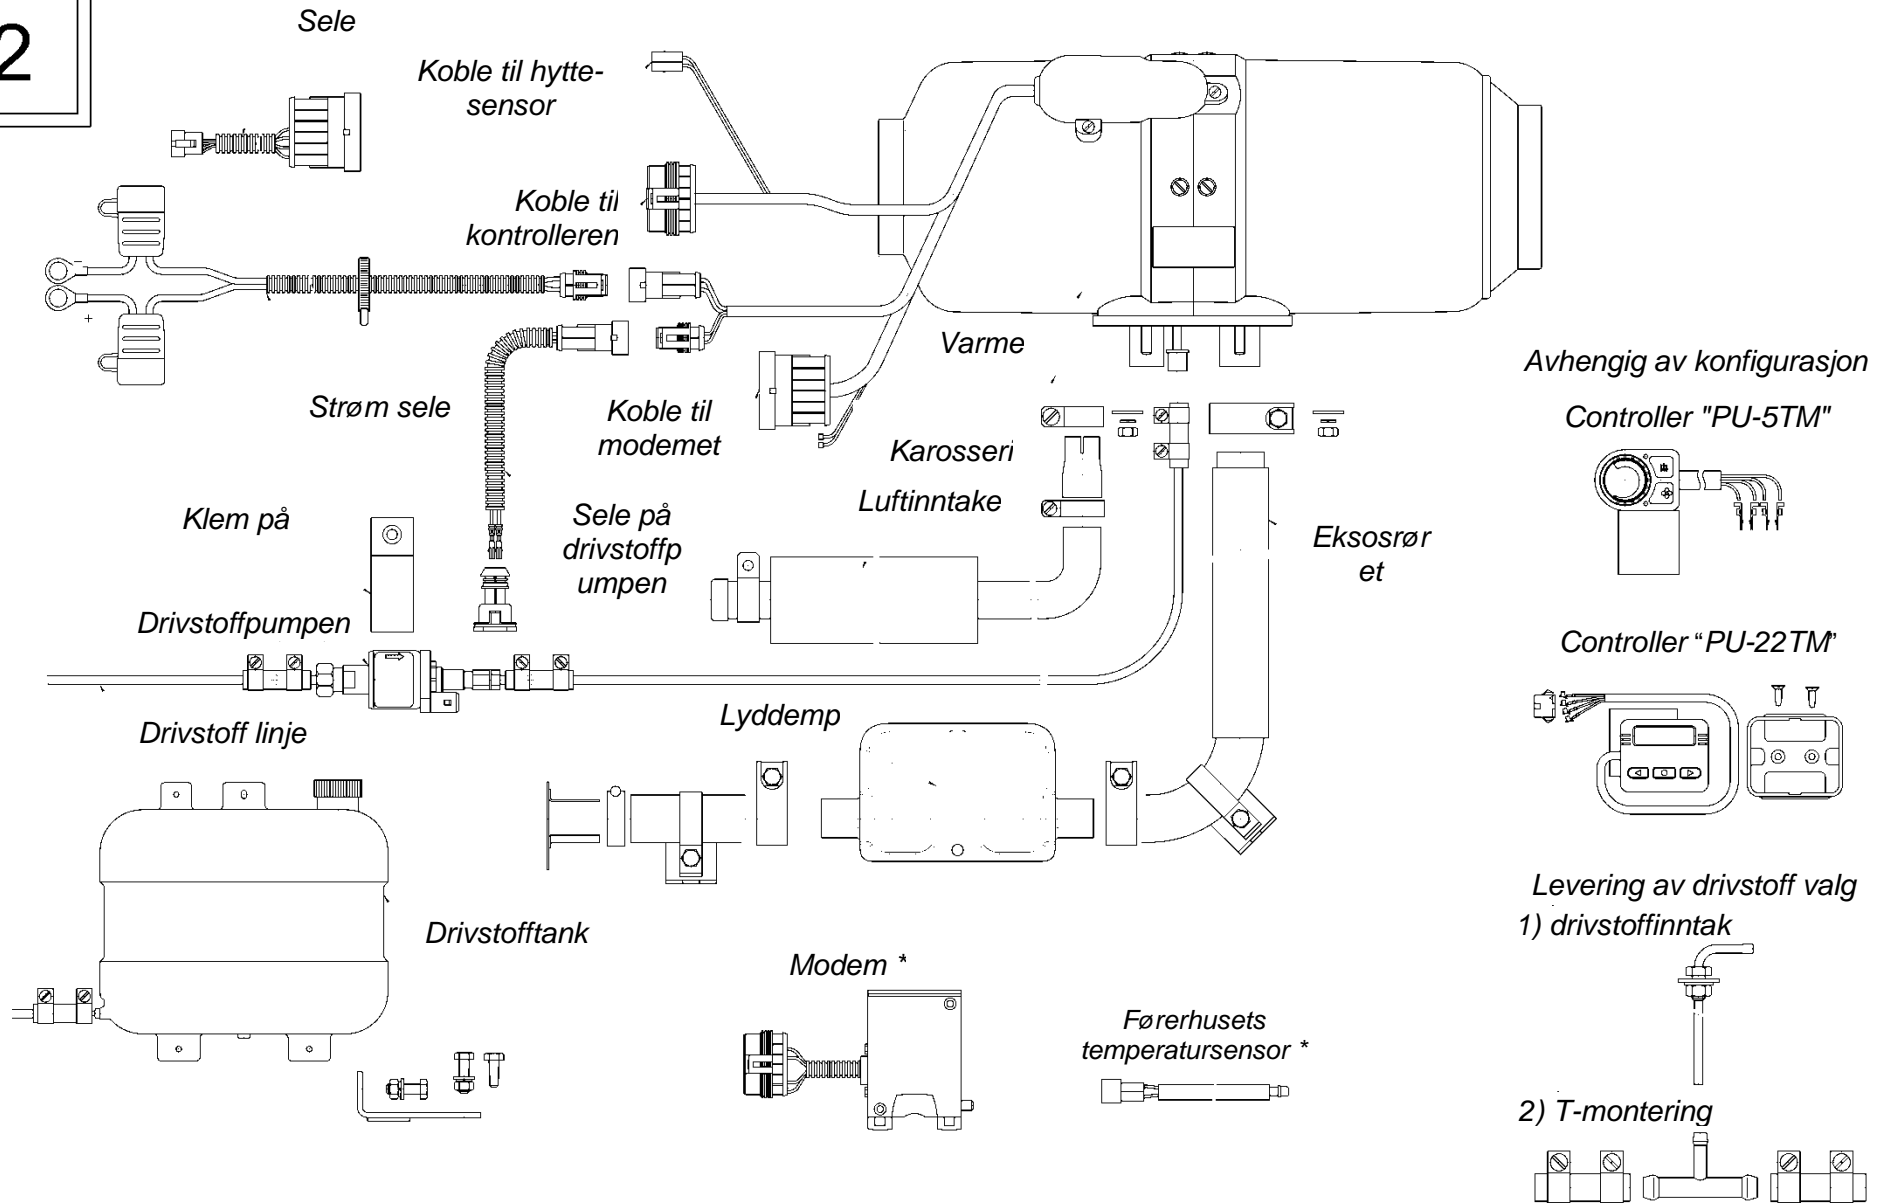 2
Sele
Koble til hytte-
sensor
Koble til
kontrolleren
−
+
Strøm sele
Koble til
modemet
Varme
Karosseri
Luftinntake
Klem på
Sele på
drivstoffp
umpen
Eksosrør
et
Drivstoffpumpen
Drivstoff linje
Lyddemp
Drivstofftank
Modem *
Førerhusets
temperatursensor *
Avhengig av konfigurasjon
Controller "PU-5TM"
Controller “PU-22TM”
Levering av drivstoff valg
1) drivstoffinntak
2) T-montering